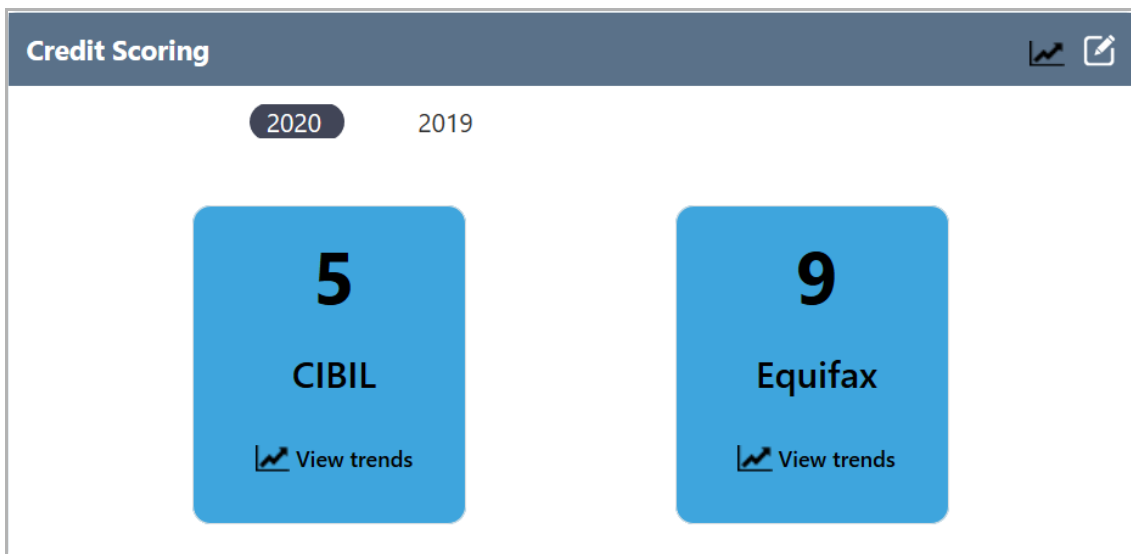 Credit Scoring
2020 2019
5 9
CIBIL Equifax
View trends View trends